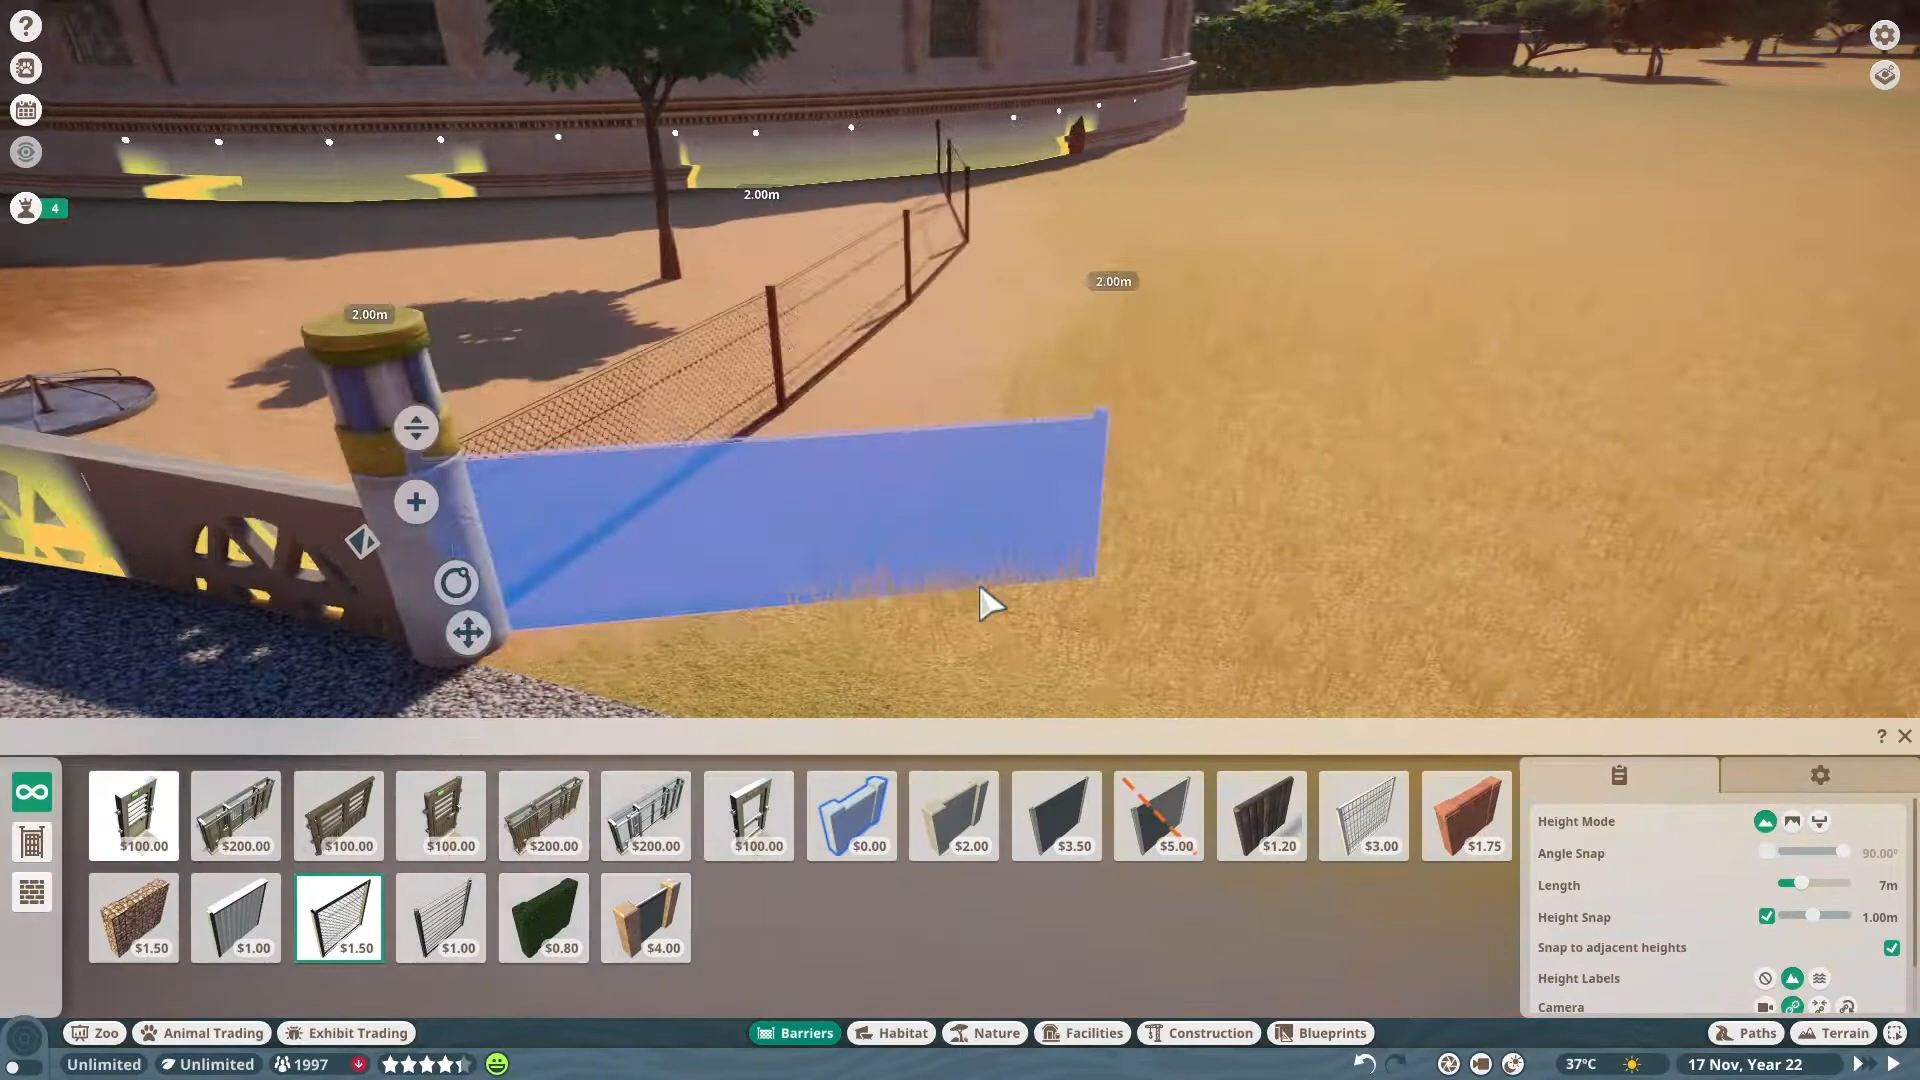 ?
4
2.00m
2.00m
2.00m
? X
$100.00 $200.00 $100.00 $100.00 $200.00 $200.00 $100.00 $0.00 $2.00 $3.50 $5.00 $1.20 $3.00 $1.75
$1.50 $1.00 $1.50 $1.00 $0.80 $4.00
Height Mode
Angle Snap 90.00º
Length 7m
Height Snap 1.00m
Snap to adjacent heights
Height Labels
Camera
Zoo Animal Trading Exhibit Trading Barriers Habitat Nature Facilities Construction Blueprints Paths Terrain
Unlimited Unlimited 1997 37ºC 17 Nov, Year 22